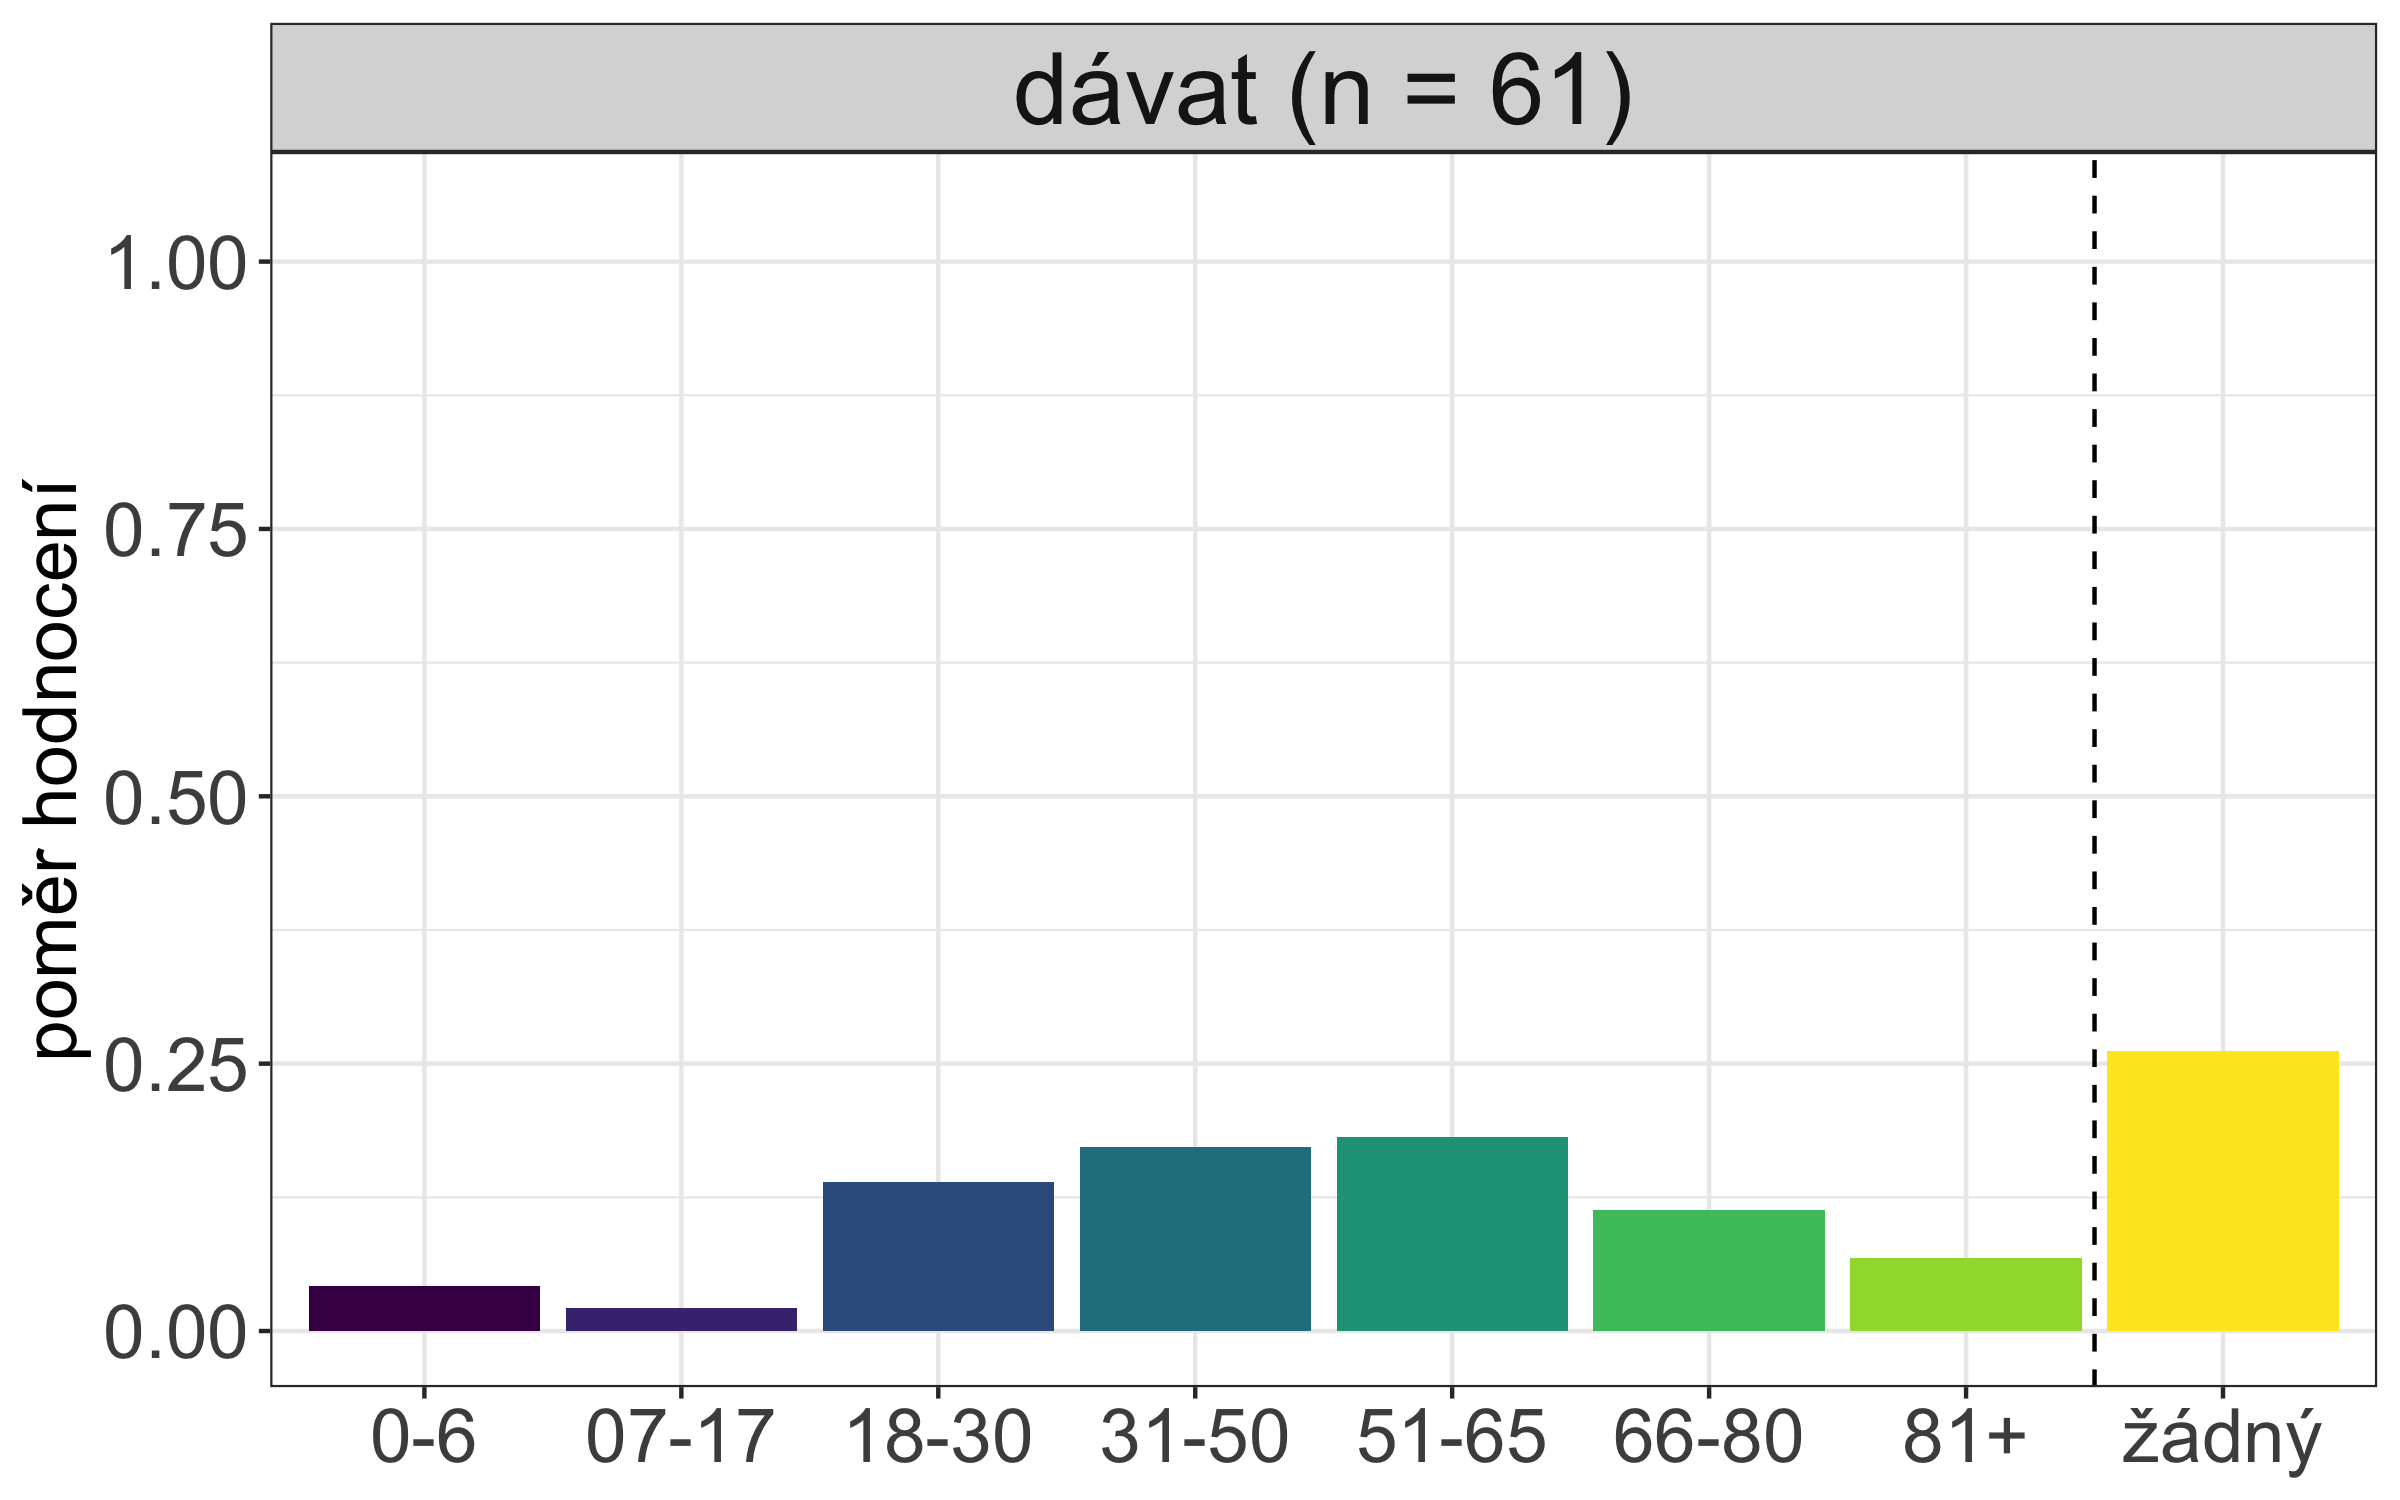 dávat (n = 61)
poměr hodnocení
1.00
0.75
0.50
0.25
0.00
0-6 07-17 18-30 31-50 51-65 66-80 81+ žádný